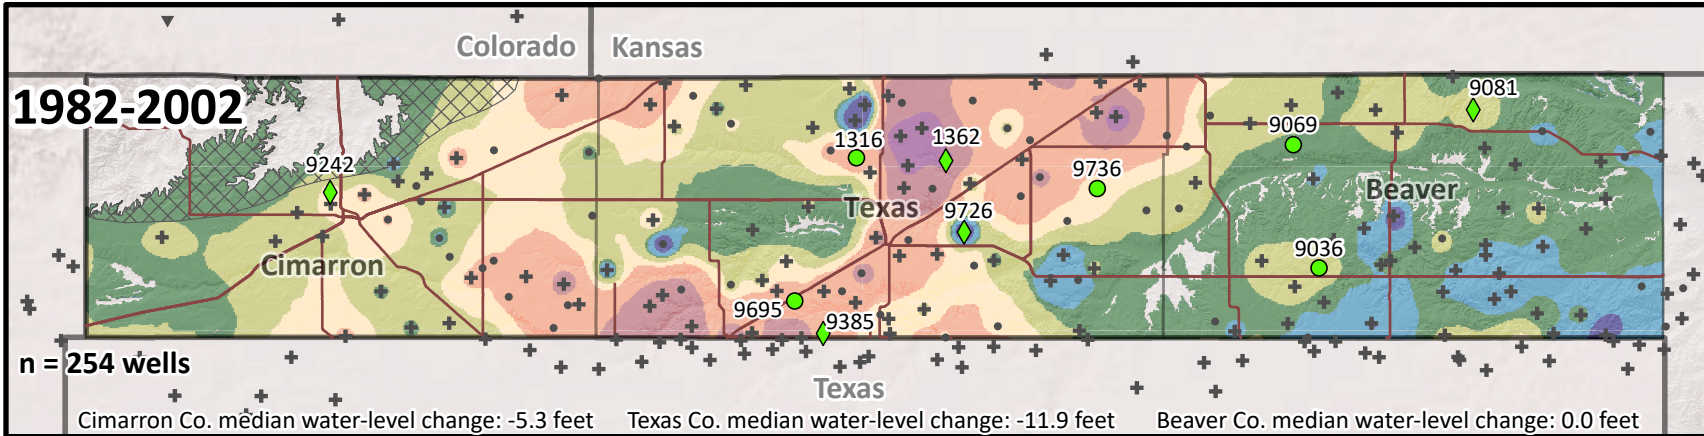 Colorado Kansas
1982-2002
9081
9069
1316 1362
9242
9736
Beaver
Texas
9726
Cimarron
9036
9695
9385
n = 254 wells
Texas
Cimarron Co. median water-level change: -5.3 feet Texas Co. median water-level change: -11.9 feet Beaver Co. median water-level change: 0.0 feet